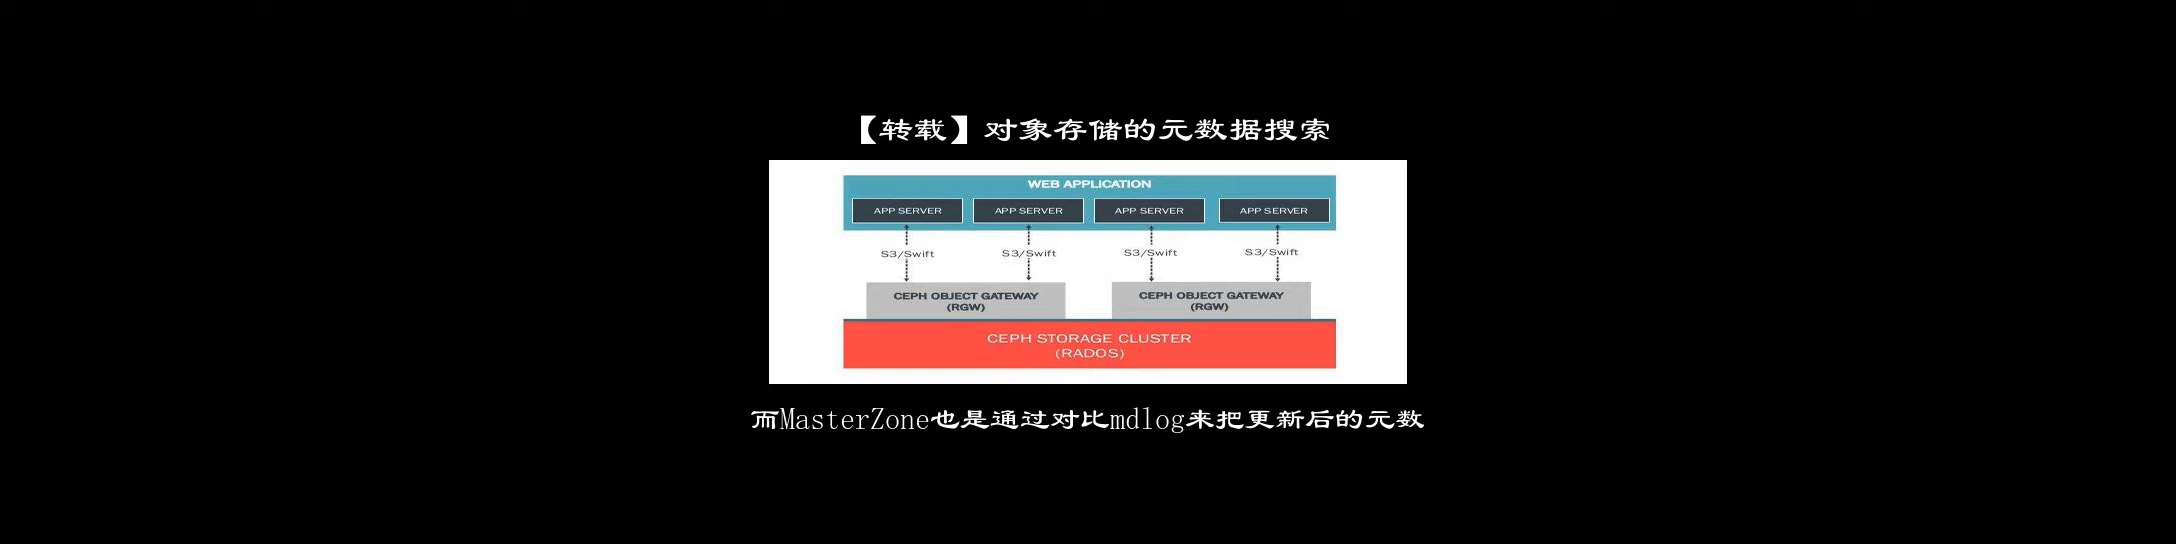 【转载】对象存储的元数据搜索
WEB APPLICATION
APP SERVER APP SERVER APP SERVER APP SERVER
S3/Swift S3/Swift S3/Swift S3/Swift
CEPH OBJECT GATEWAY CEPH OBJECT GATEWAY
(RGW) (RGW)
CEPH STORAGE CLUSTER
(RADOS)
而MasterZone也是通过对比mdlog来把更新后的元数